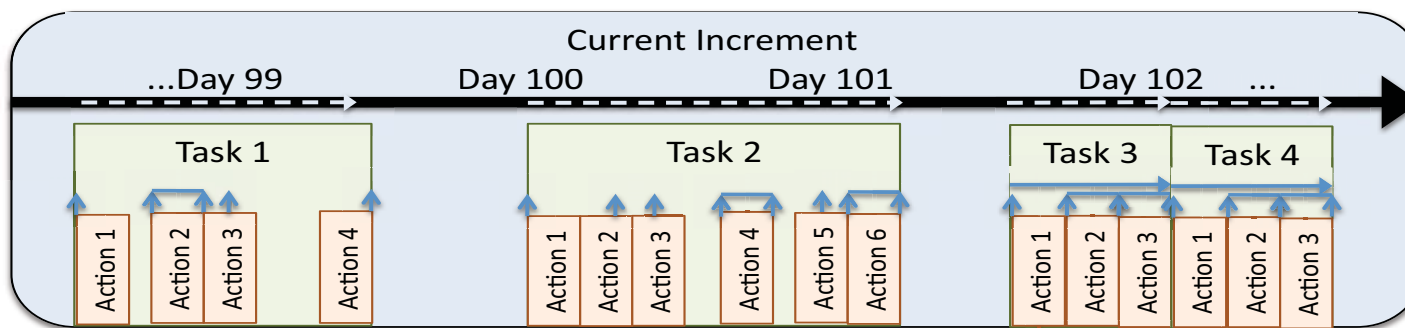 Current Increment
...Day 99 Day 100 Day 101 Day 102 ...
Task 1 Task 2 Task 3 Task 4
Action 1 Action 2 Action 3 Action 4 Action 1 Action 2 Action 3 Action 4 Action 5 Action 6 Action 1 Action 2 Action 3 Action 1 Action 2 Action 3